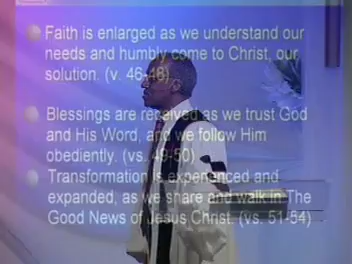 Faith is enlarged as we understand our
needs and humbly come to Christ, our
solution. (v. 46-48)
Blessings are received as we trust God
and His Word, and we follow Him
obediently. (vs. 49-50)
Transformation is experienced and
expanded, as we share and walk in The
Good News of Jesus Christ. (vs. 51-54)